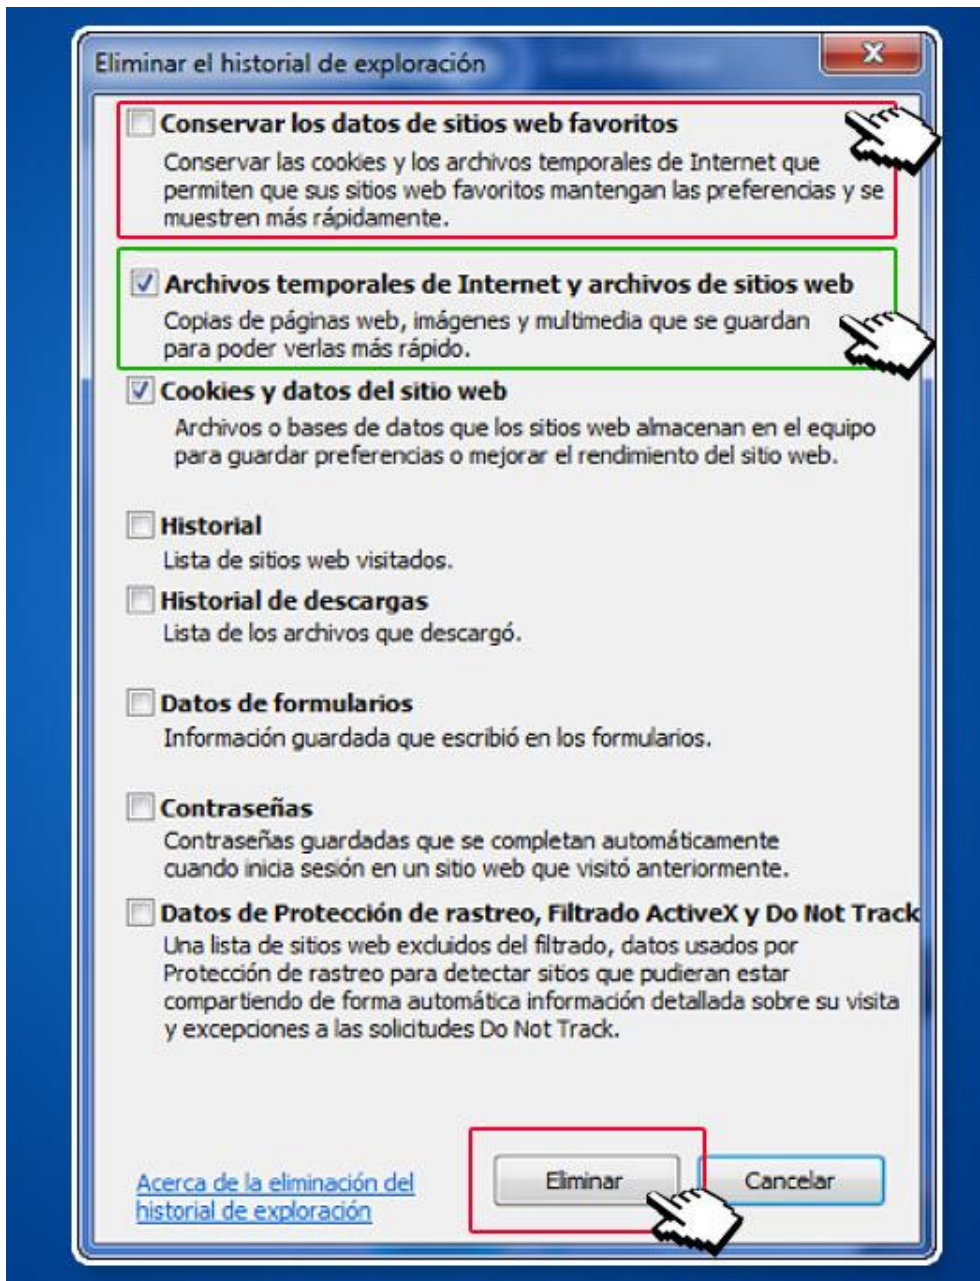 Eliminar el historial de exploración
Conservar los datos de sitios web favoritos
Conservar las cookies y los archivos temporales de Internet que
permiten que sus sitios web favoritos mantengan las preferencias y se
muestren más rápidamente.
Archivos temporales de Internet y archivos de sitios web
Copias de páginas web, imágenes y multimedia que se guardan
para poder verlas más rápido.
Cookies y datos del sitio web
Archivos o bases de datos que los sitios web almacenan en el equipo
para guardar preferencias o mejorar el rendimiento del sitio web.
Historial
Lista de sitios web visitados.
Historial de descargas
Lista de los archivos que descargó.
Datos de formularios
Información guardada que escribió en los formularios.
Contraseñas
Contraseñas guardadas que se completan automáticamente
cuando inicia sesión en un sitio web que visitó anteriormente.
Datos de Protección de rastreo, Filtrado ActiveX y Do Not Track
Una lista de sitios web excluidos del filtrado, datos usados por
Protección de rastreo para detectar sitios que pudieran estar
compartiendo de forma automática información detallada sobre su visita
y excepciones a las solicitudes Do Not Track.
Acerca de la eliminación del
historial de exploración
Eliminar
Cancelar